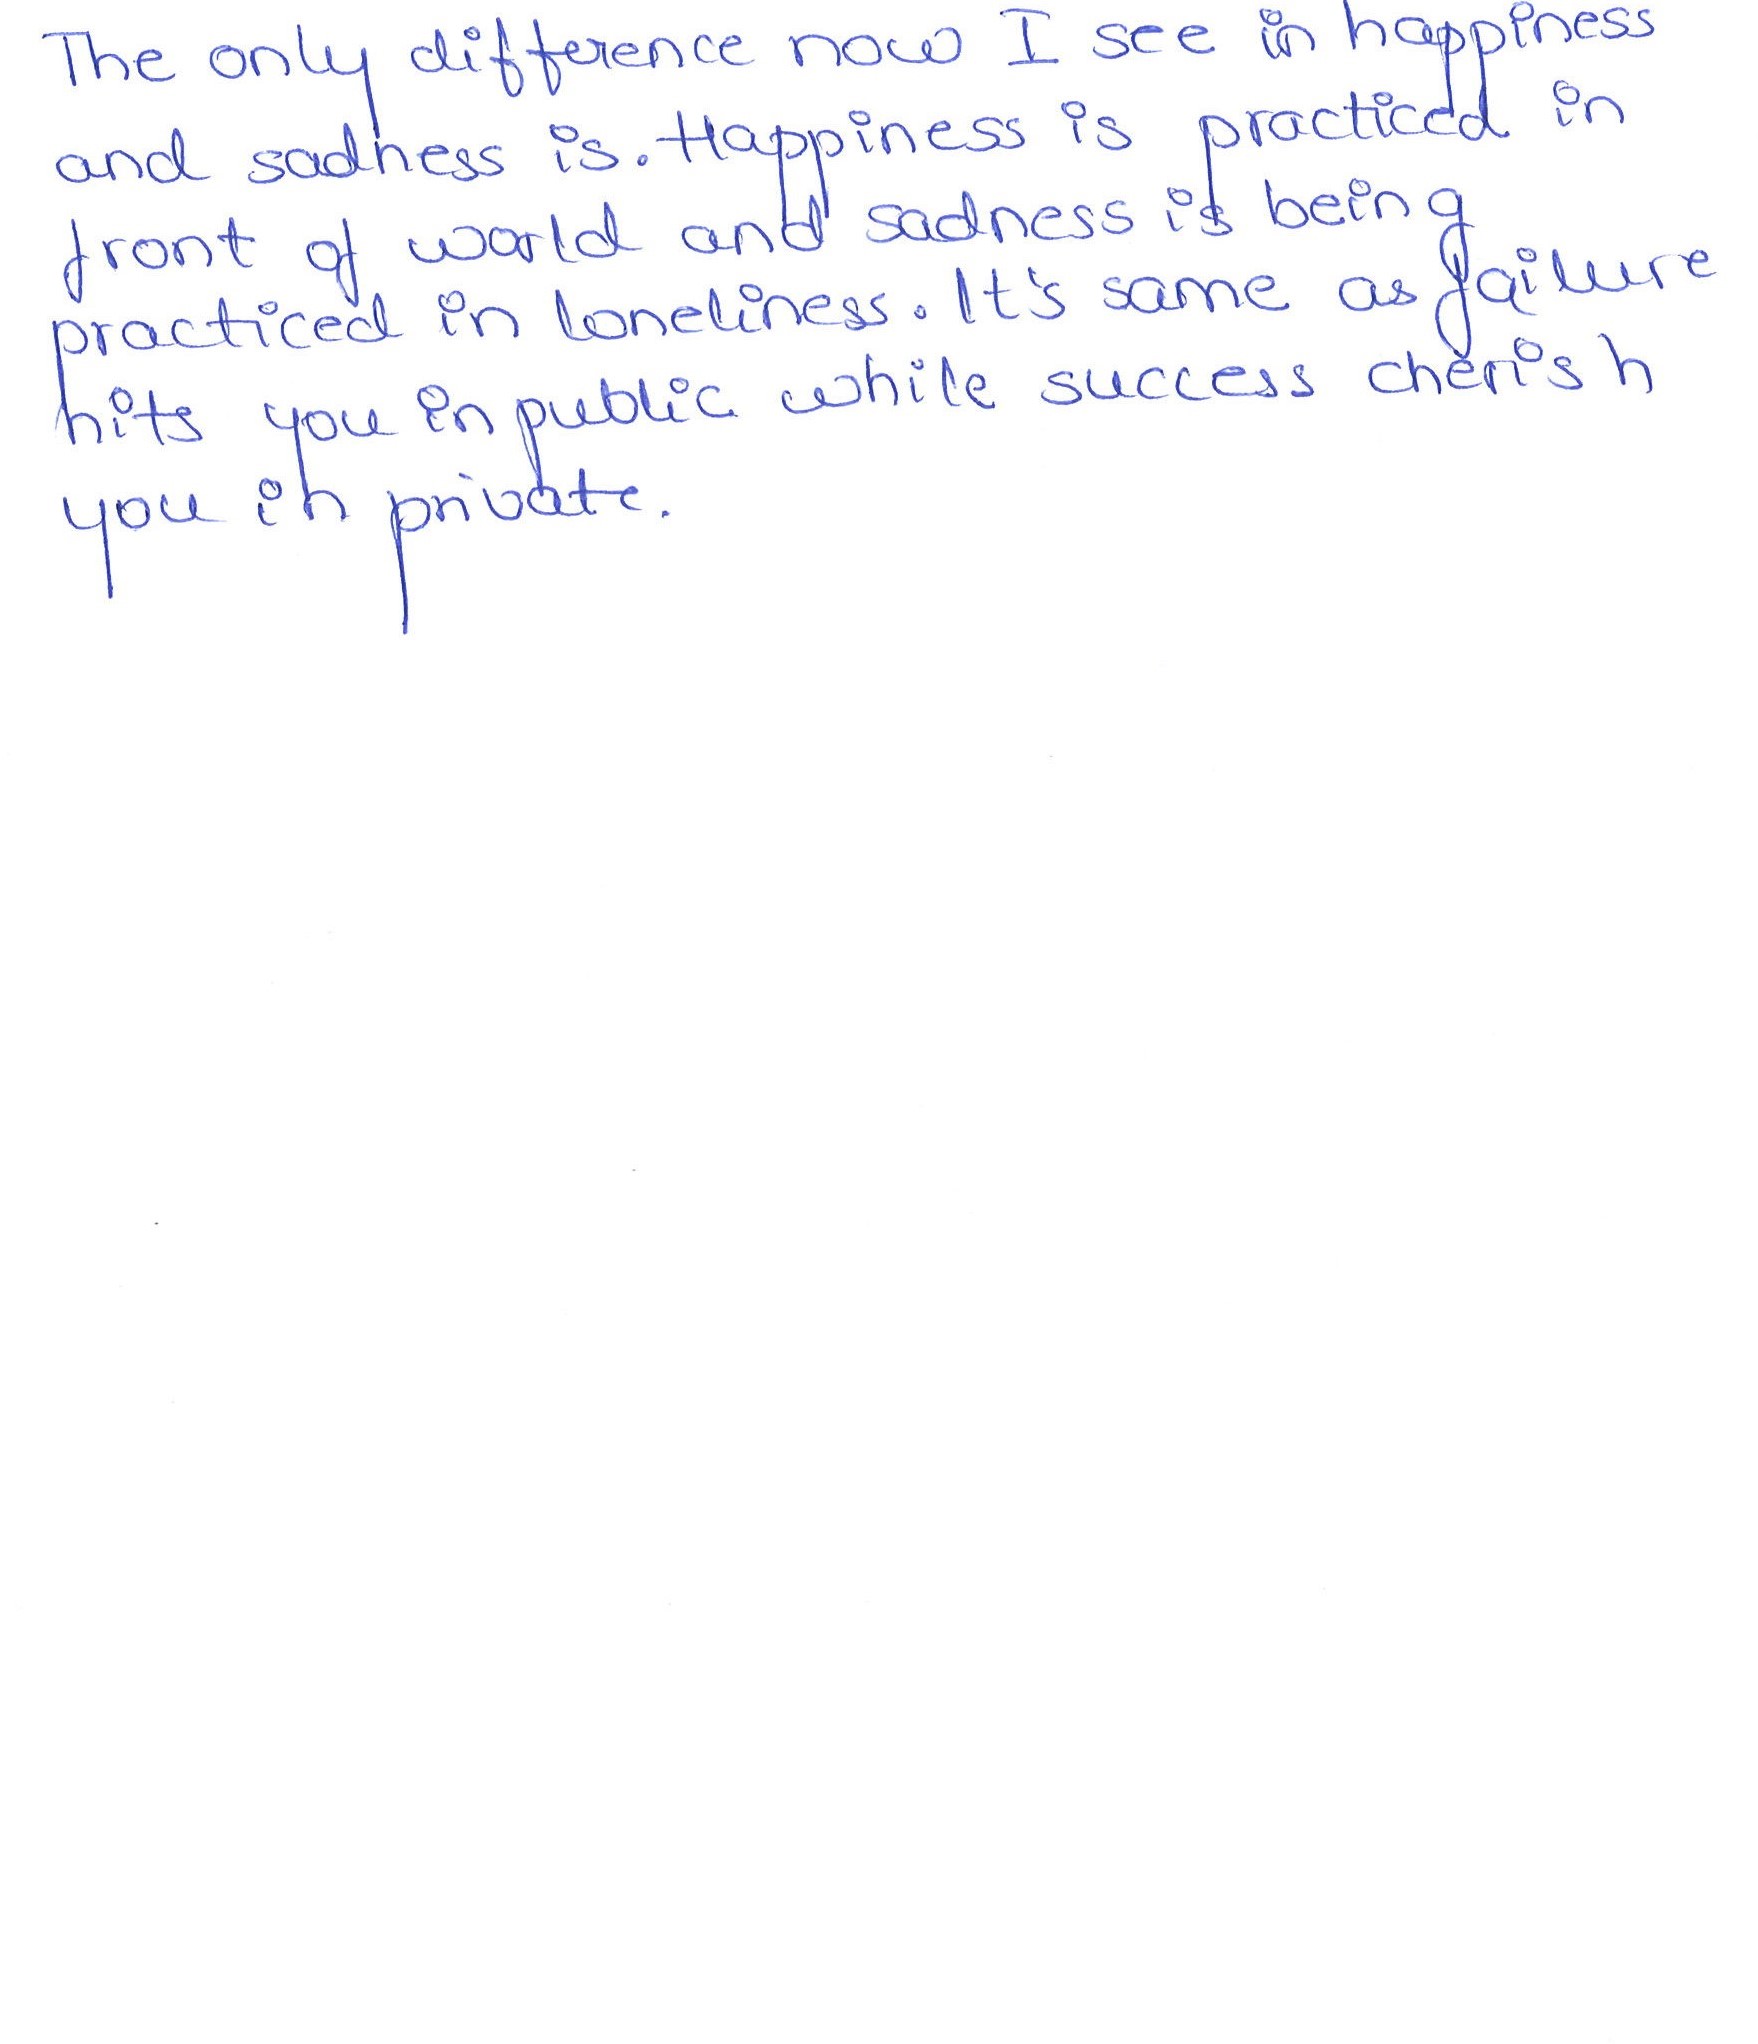 The only difference now I see in happiness
and sadness is. Happiness is practiced in
front of world and sadness is being
practiced in loneliness. It's same as failure
hits you in public while success cherish
you in private.